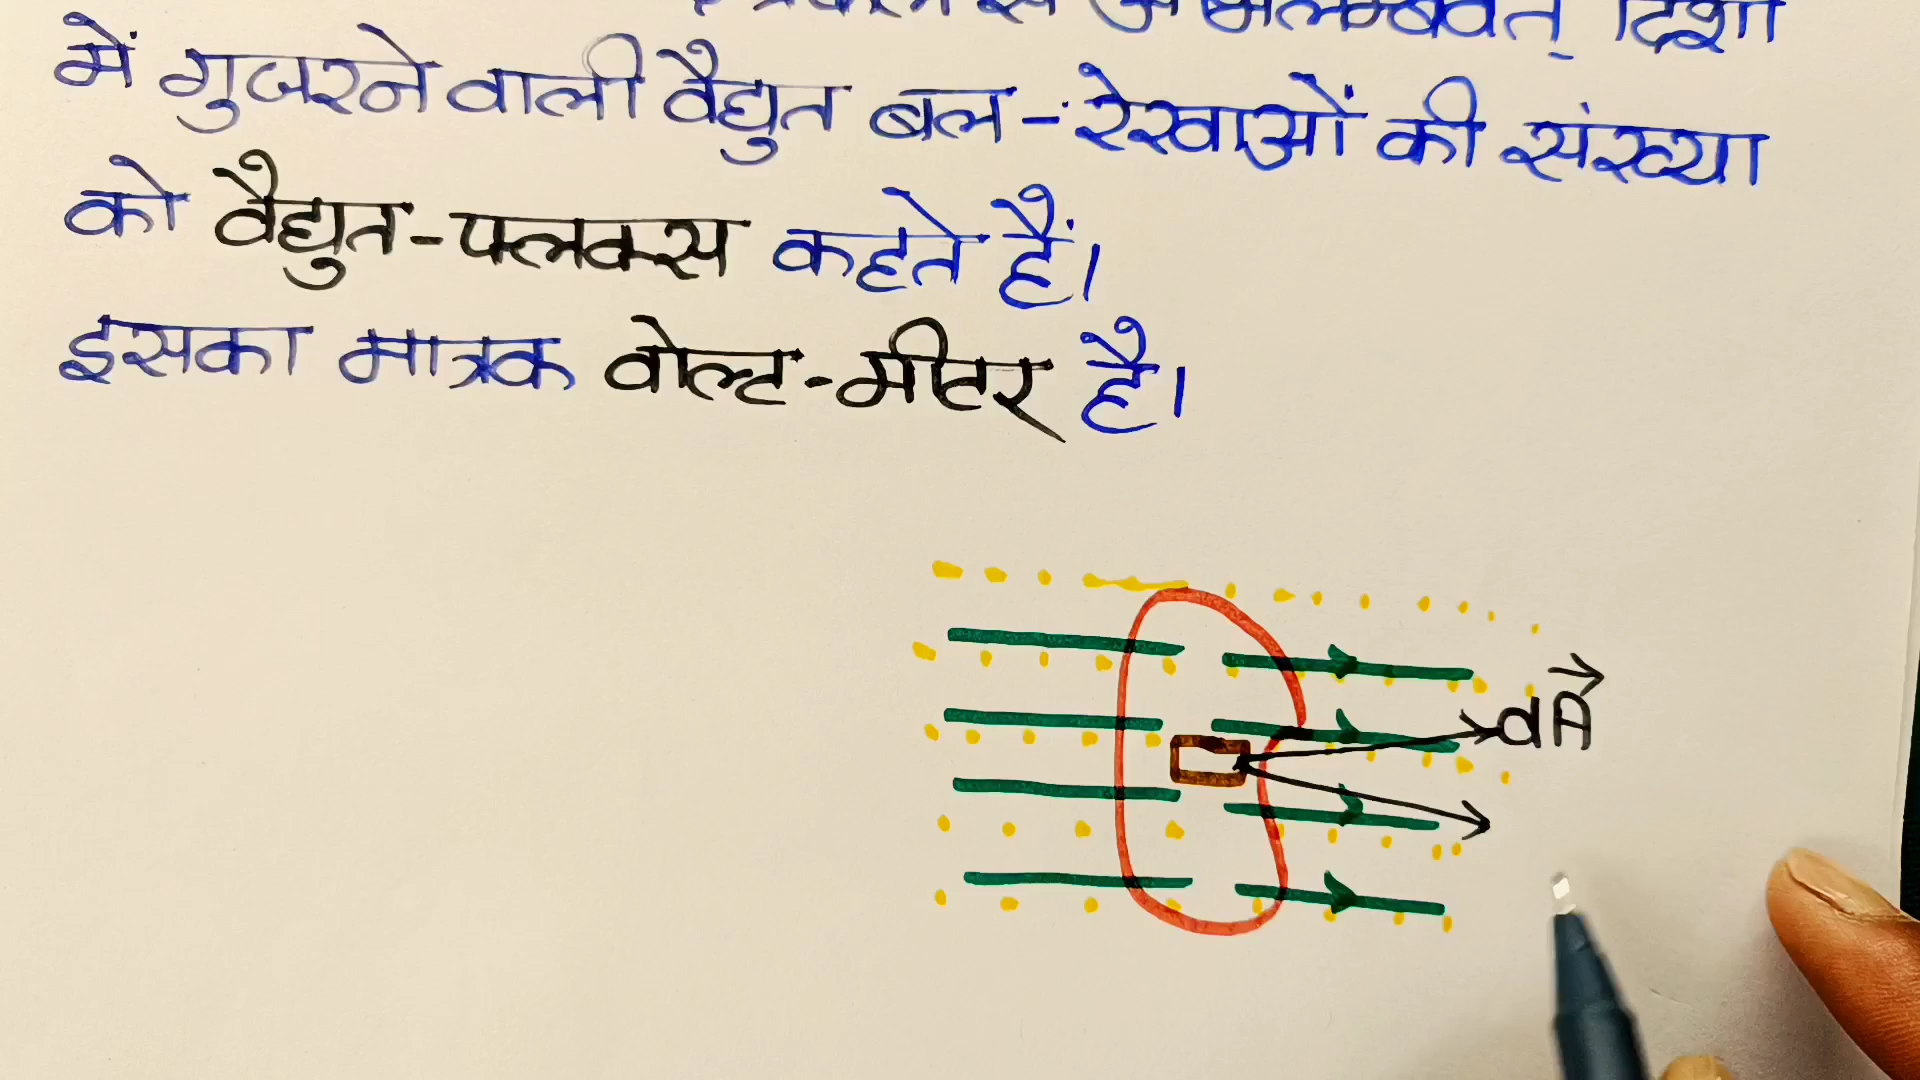 दिशा
में गुजरने वाली वैद्युत बल-रेखाओं की संख्या
को वैद्युत-फ्लक्स कहते हैं।
इसका मात्रक वोल्ट-मीटर है।
dA